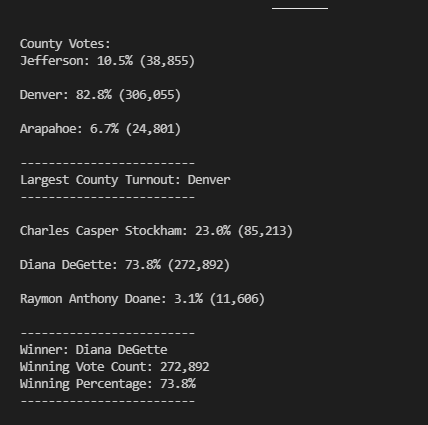 County Votes:
Jefferson: 10.5% (38,855)
Denver: 82.8% (306,055)
Arapahoe: 6.7% (24,801)
-------------------------
Largest County Turnout: Denver
-------------------------
Charles Casper Stockham: 23.0% (85,213)
Diana DeGette: 73.8% (272,892)
Raymon Anthony Doane: 3.1% (11,606)
-------------------------
Winner: Diana DeGette
Winning Vote Count: 272,892
Winning Percentage: 73.8%
-------------------------